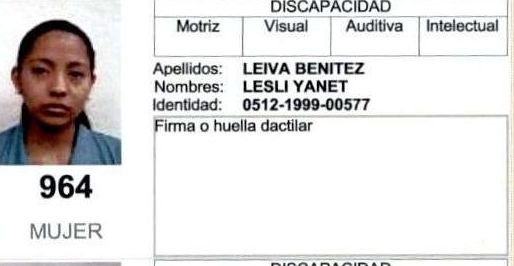 DISCAPACIDAD
Motriz Visual Auditiva Intelectual
Apellidos: LEIVA BENITEZ
Nombres: LESLI YANET
Identidad: 0512-1999-00577
Firma o huella dactilar
964
MUJER
DISCAPACIDAD